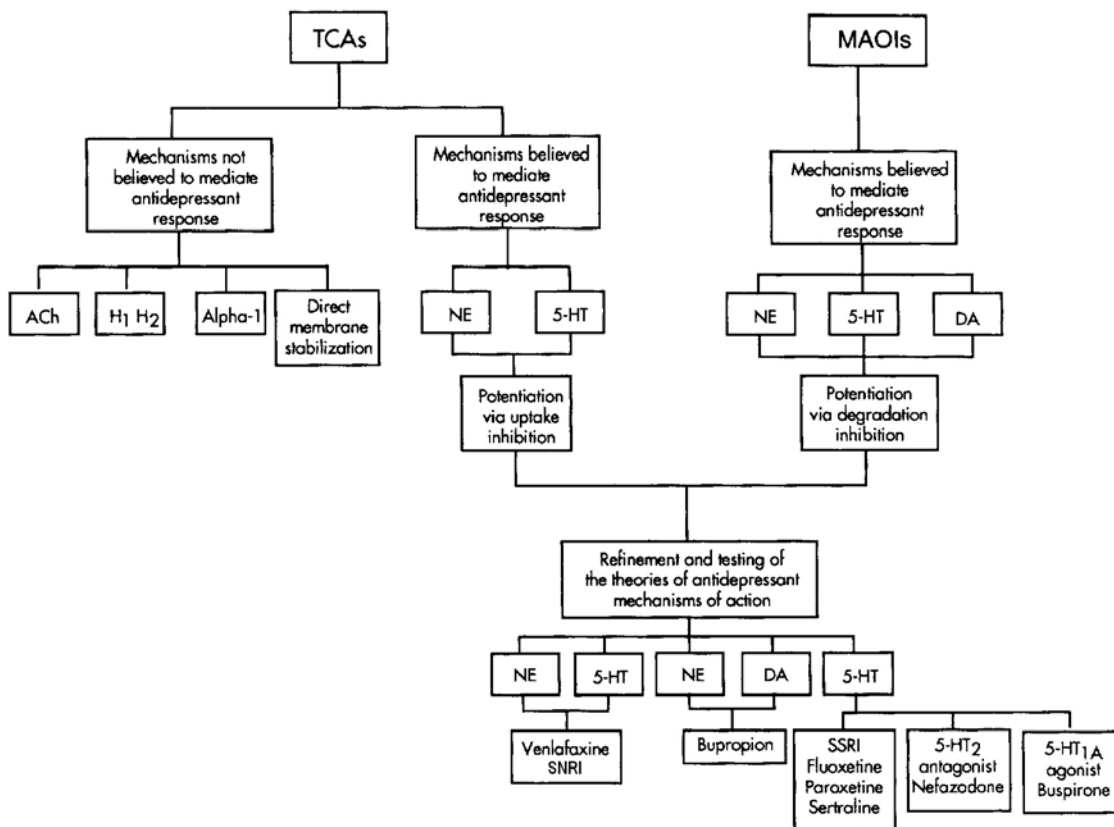 TCAs
MAOIs
Mechanisms not
believed to mediate
antidepressant
response
Mechanisms believed
to mediate
antidepressant
response
Mechanisms believed
to mediate
antidepressant
response
ACh
H1 H2
Alpha-1
Direct
membrane
stabilization
NE
5-HT
NE
5-HT
DA
Potentiation
via uptake
inhibition
Potentiation
via degradation
inhibition
Refinement and testing of
the theories of antidepressant
mechanisms of action
NE
5-HT
NE
DA
5-HT
Venlafaxine
SNRI
Bupropion
SSRI
Fluoxetine
Paroxetine
Sertraline
5-HT2
antagonist
Nefazodone
5-HT1A
agonist
Buspirone